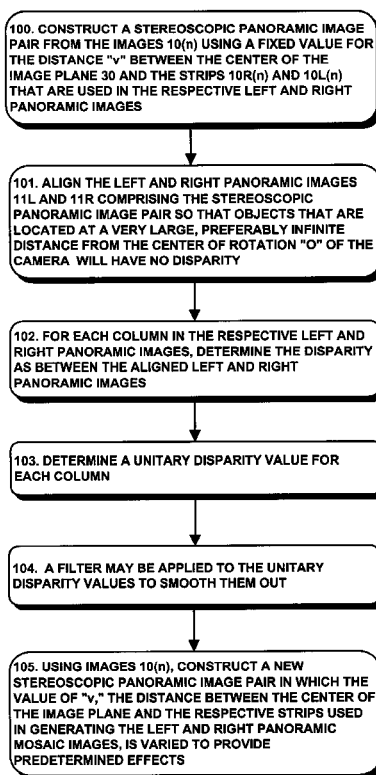 100. CONSTRUCT A STEREOSCOPIC PANORAMIC IMAGE
PAIR FROM THE IMAGES 10(n) USING A FIXED VALUE FOR
THE DISTANCE "v" BETWEEN THE CENTER OF THE
IMAGE PLANE 30 AND THE STRIPS 10R(n) AND 10L(n)
THAT ARE USED IN THE RESPECTIVE LEFT AND RIGHT
PANORAMIC IMAGES
101. ALIGN THE LEFT AND RIGHT PANORAMIC IMAGES
11L AND 11R COMPRISING THE STEREOSCOPIC
PANORAMIC IMAGE PAIR SO THAT OBJECTS THAT ARE
LOCATED AT A VERY LARGE, PREFERABLY INFINITE
DISTANCE FROM THE CENTER OF ROTATION "O" OF THE
CAMERA WILL HAVE NO DISPARITY
102. FOR EACH COLUMN IN THE RESPECTIVE LEFT AND
RIGHT PANORAMIC IMAGES, DETERMINE THE DISPARITY
AS BETWEEN THE ALIGNED LEFT AND RIGHT
PANORAMIC IMAGES
103. DETERMINE A UNITARY DISPARITY VALUE FOR
EACH COLUMN
104. A FILTER MAY BE APPLIED TO THE UNITARY
DISPARITY VALUES TO SMOOTH THEM OUT
105. USING IMAGES 10(n), CONSTRUCT A NEW
STEREOSCOPIC PANORAMIC IMAGE PAIR IN WHICH THE
VALUE OF "v," THE DISTANCE BETWEEN THE CENTER OF
THE IMAGE PLANE AND THE RESPECTIVE STRIPS USED
IN GENERATING THE LEFT AND RIGHT PANORAMIC
MOSAIC IMAGES, IS VARIED TO PROVIDE
PREDETERMINED EFFECTS